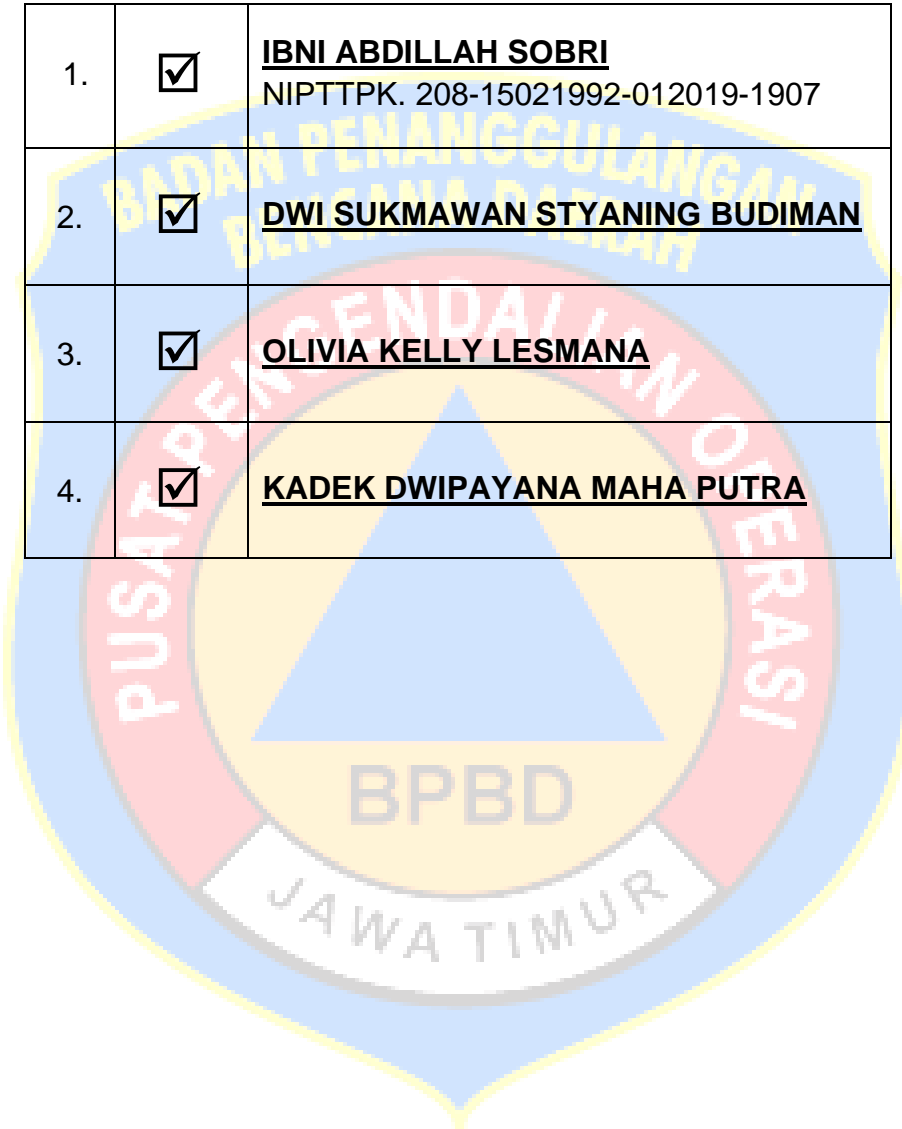 1. ☑ IBNI ABDILLAH SOBRI
NIPTTPK. 208-15021992-012019-1907
2. ☑ DWI SUKMAWAN STYANING BUDIMAN
3. ☑ OLIVIA KELLY LESMANA
4. ☑ KADEK DWIPAYANA MAHA PUTRA
BADAN PENANGGULANGAN
BENCANA DAERAH
PUSAT PENGENDALIAN OPERASI
BPBD
JAWA TIMUR